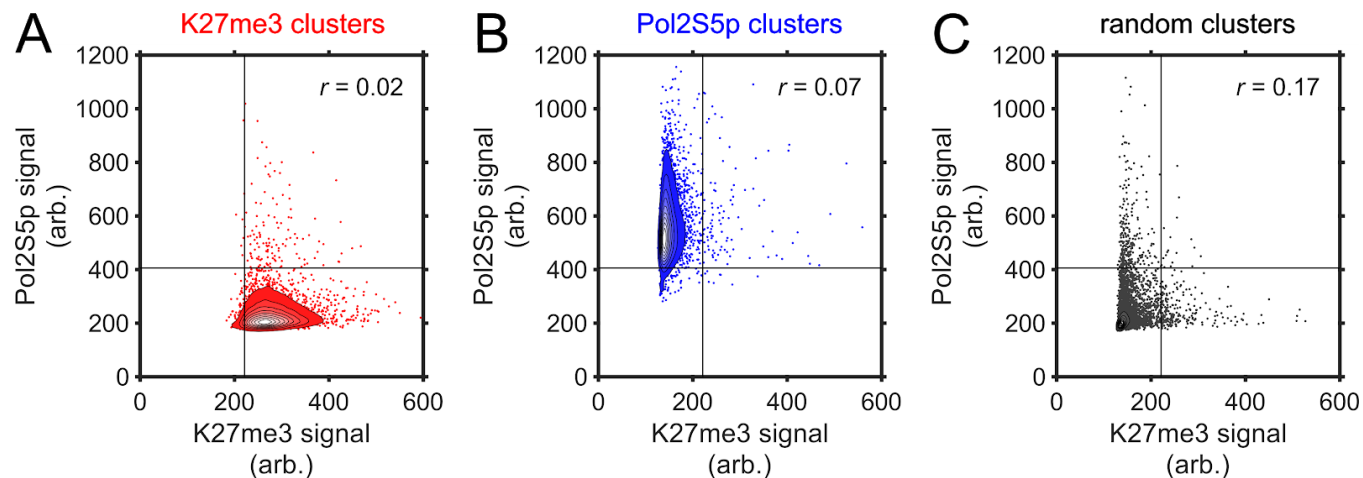 A
K27me3 clusters
r = 0.02
1200
1000
800
600
400
200
0
0
200
400
600
Pol2S5p signal
(arb.)
K27me3 signal
(arb.)
B
Pol2S5p clusters
r = 0.07
1200
1000
800
600
400
200
0
0
200
400
600
Pol2S5p signal
(arb.)
K27me3 signal
(arb.)
C
random clusters
r = 0.17
1200
1000
800
600
400
200
0
0
200
400
600
Pol2S5p signal
(arb.)
K27me3 signal
(arb.)